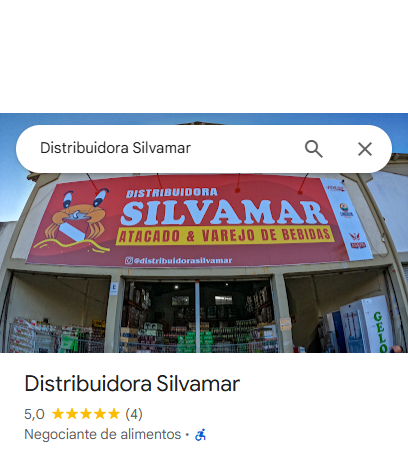 Distribuidora Silvamar
DISTRIBUIDORA
SILVAMAR
ATACADO & VAREJO DE BEBIDAS
@distribuidorasilvamar
GELO
Distribuidora Silvamar
5,0 (4)
Negociante de alimentos ·